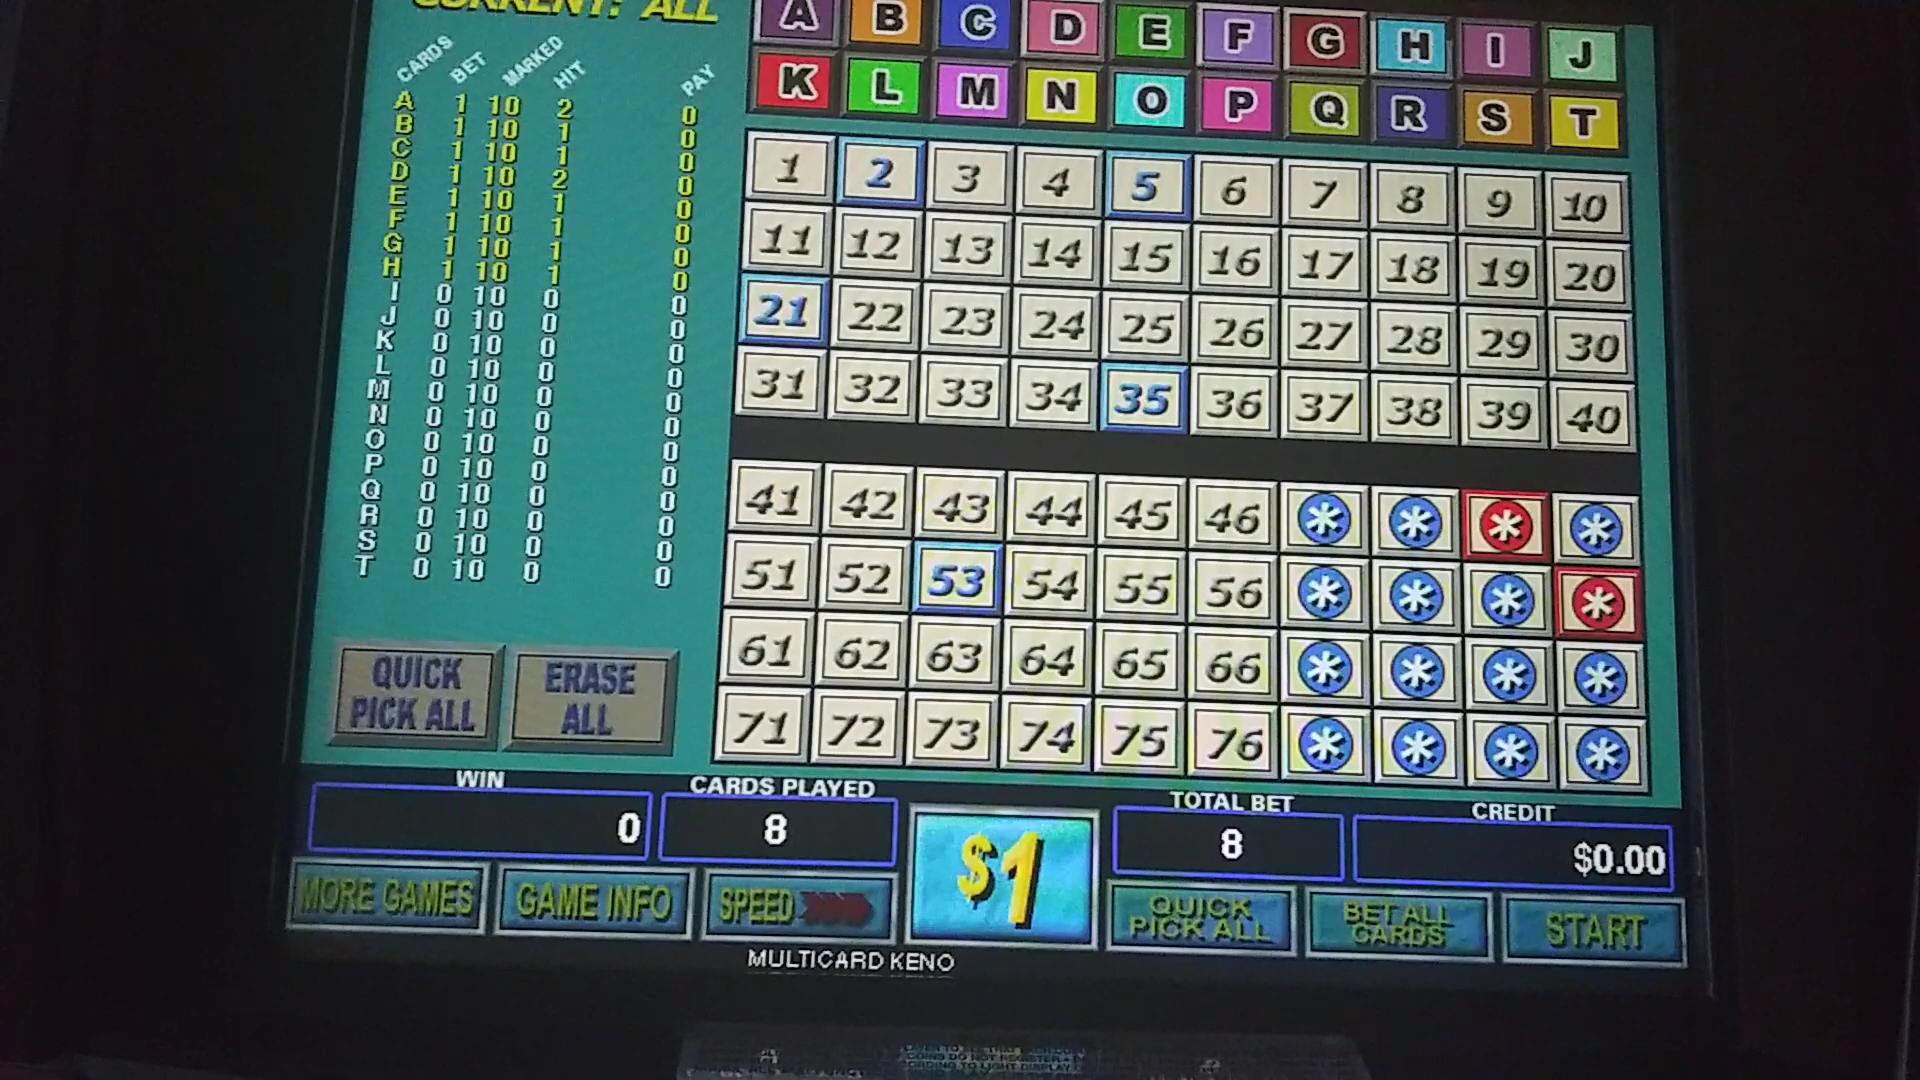 CURRENT: ALL
CARDS BET MARKED HIT PAY
A 1 10 2 0
B 1 10 1 0
C 1 10 1 0
D 1 10 2 0
E 1 10 1 0
F 1 10 1 0
G 1 10 1 0
H 1 10 1 0
I 0 10 0 0
J 0 10 0 0
K 0 10 0 0
L 0 10 0 0
M 0 10 0 0
N 0 10 0 0
O 0 10 0 0
P 0 10 0 0
Q 0 10 0 0
R 0 10 0 0
S 0 10 0 0
T 0 10 0 0
QUICK
PICK ALL
ERASE
ALL
A B C D E F G H I J
K L M N O P Q R S T
1 2 3 4 5 6 7 8 9 10
11 12 13 14 15 16 17 18 19 20
21 22 23 24 25 26 27 28 29 30
31 32 33 34 35 36 37 38 39 40
41 42 43 44 45 46 * * * *
51 52 53 54 55 56 * * * *
61 62 63 64 65 66 * * * *
71 72 73 74 75 76 * * * *
WIN CARDS PLAYED TOTAL BET CREDIT
0 8 8 $0.00
MORE GAMES
GAME INFO
SPEED
$1
QUICK
PICK ALL
BET ALL
CARDS
START
MULTICARD KENO
COINS DO NOT REGISTER
TO LIGHT DISPLAY